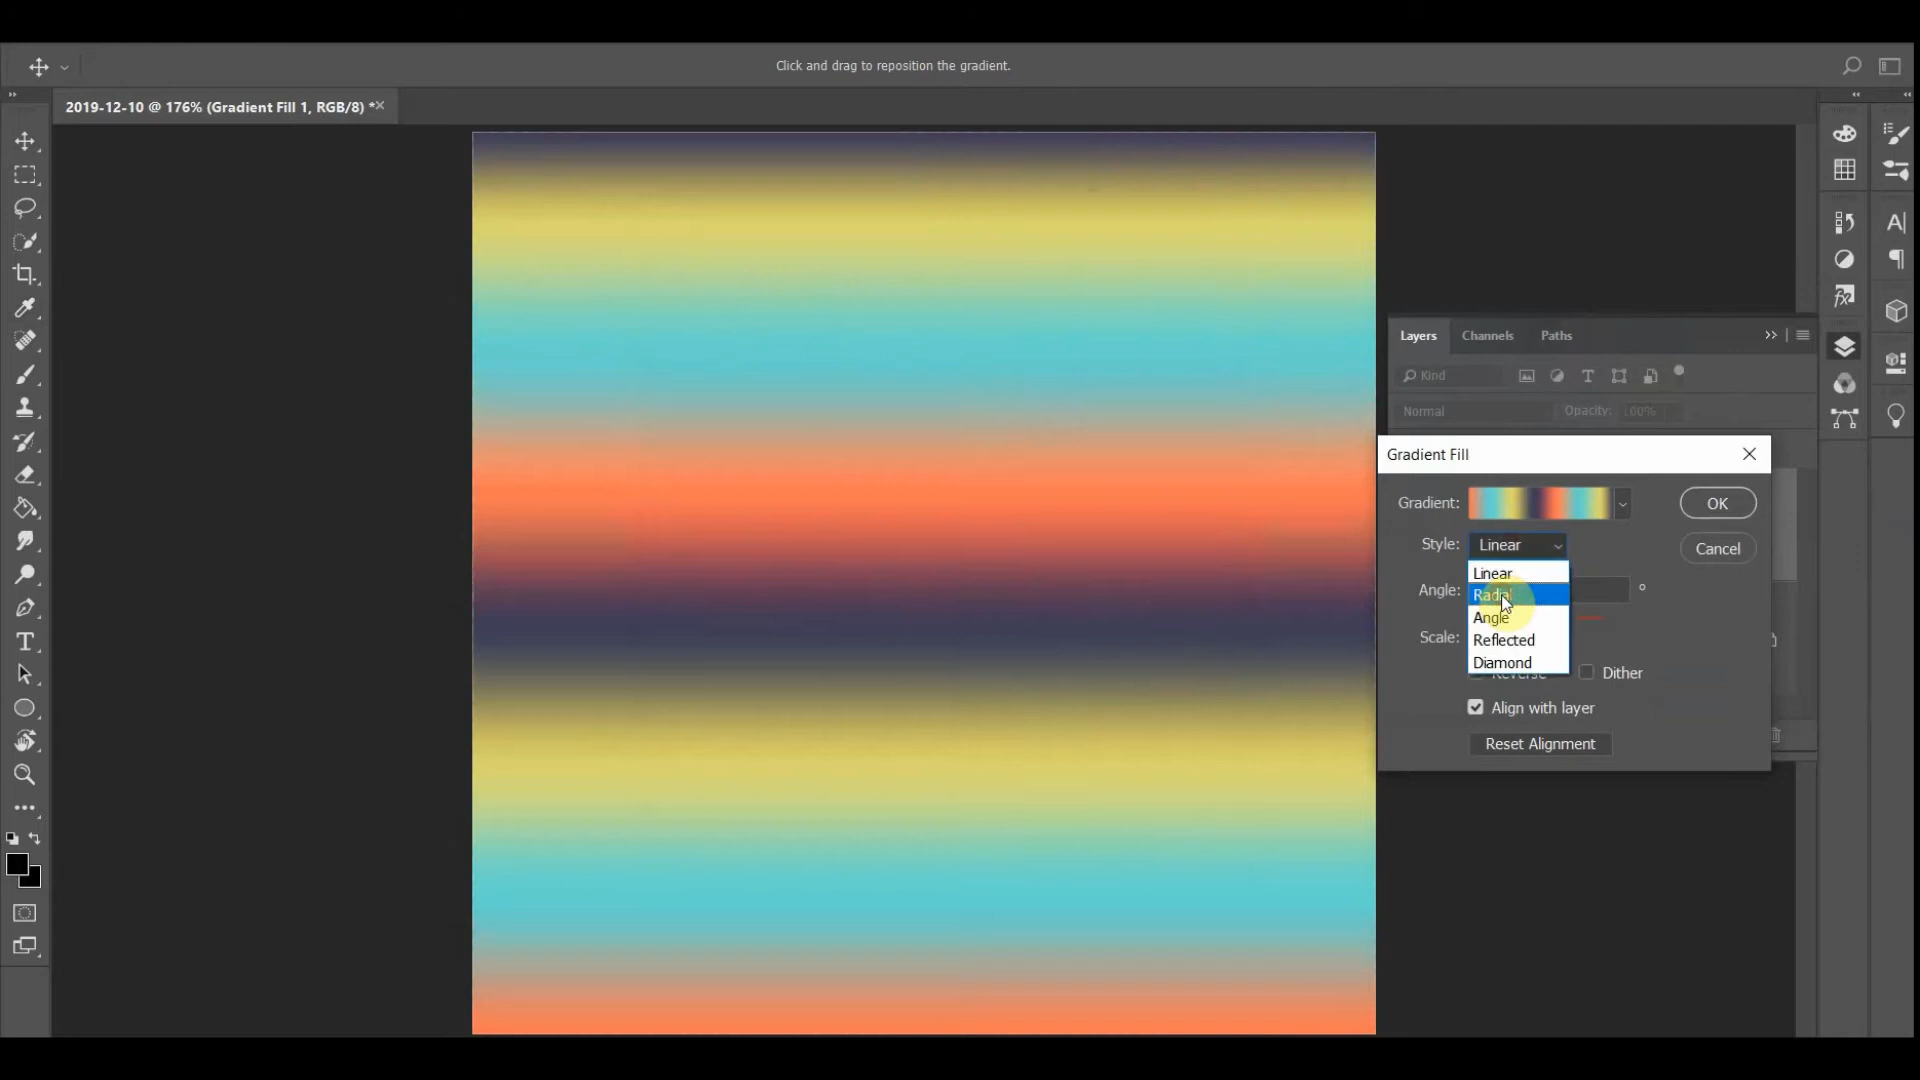 Click and drag to reposition the gradient.
2019-12-10 @ 176% (Gradient Fill 1, RGB/8) *
Layers
Channels
Paths
Kind
Normal
Opacity:
100%
Gradient Fill
Gradient:
OK
Style:
Linear
Cancel
Linear
Angle:
Radial
Angle
Scale:
Reflected
Diamond
Reverse
Dither
Align with layer
Reset Alignment